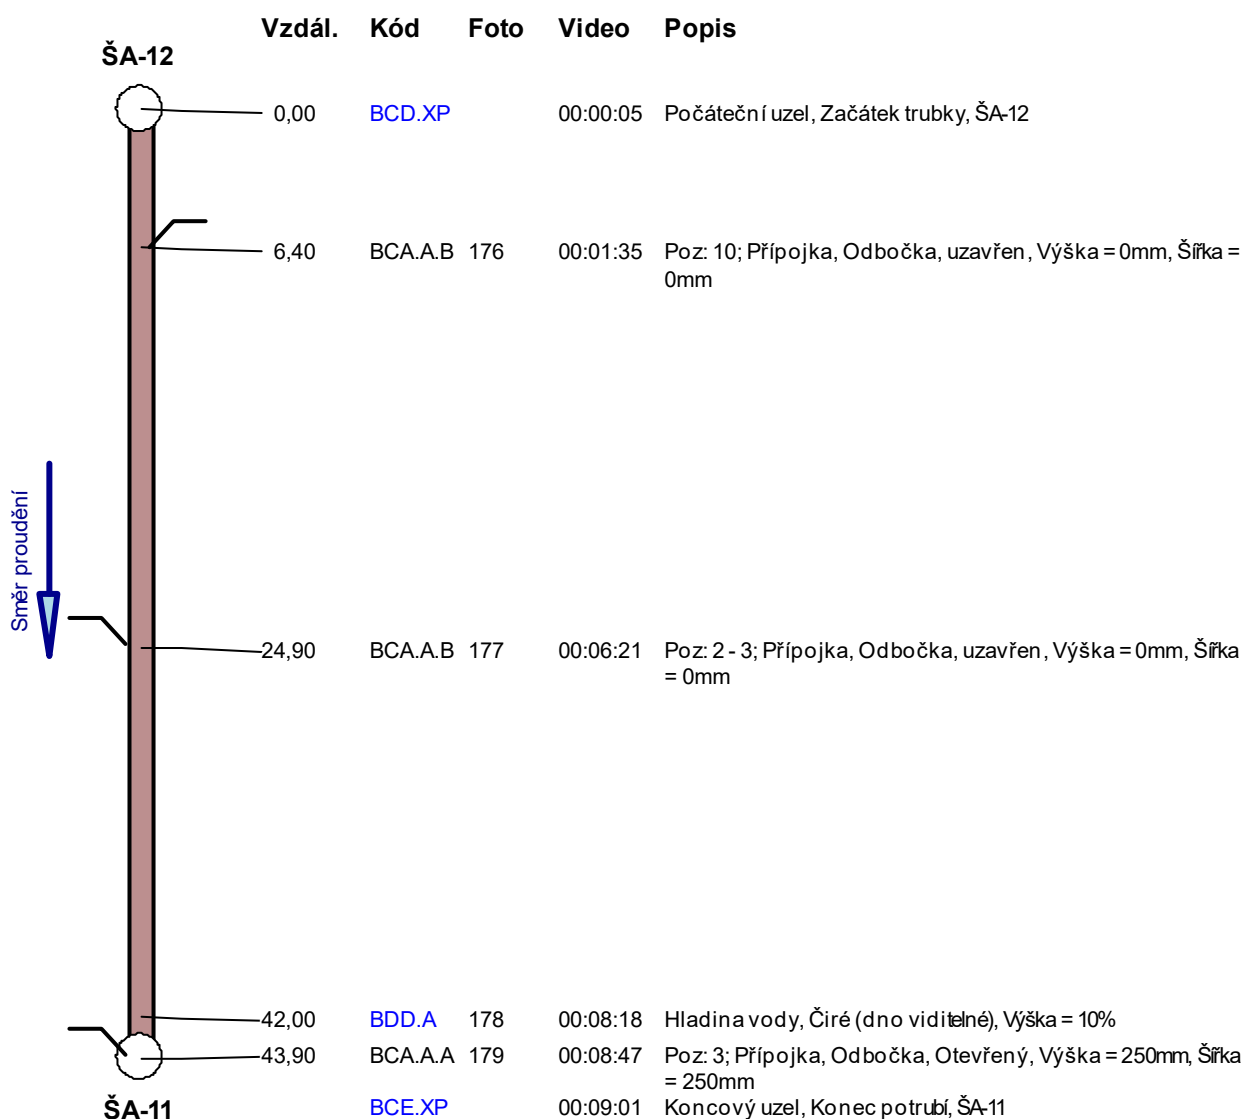 Vzdál. Kód Foto Video Popis
ŠA-12
0,00 BCD.XP 00:00:05 Počáteční uzel, Začátek trubky, ŠA-12
6,40 BCA.A.B 176 00:01:35 Poz: 10; Přípojka, Odbočka, uzavřen, Výška = 0mm, Šířka =
0mm
Směr proudění
24,90 BCA.A.B 177 00:06:21 Poz: 2 - 3; Přípojka, Odbočka, uzavřen, Výška = 0mm, Šířka
= 0mm
42,00 BDD.A 178 00:08:18 Hladina vody, Čiré (dno viditelné), Výška = 10%
43,90 BCA.A.A 179 00:08:47 Poz: 3; Přípojka, Odbočka, Otevřený, Výška = 250mm, Šířka
= 250mm
ŠA-11 BCE.XP 00:09:01 Koncový uzel, Konec potrubí, ŠA-11